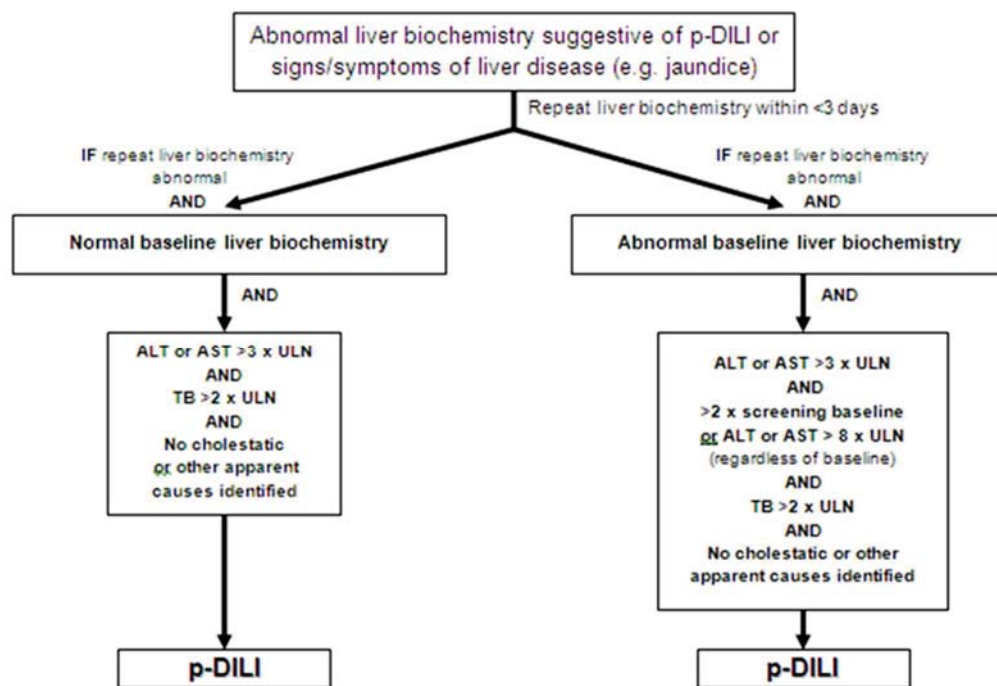 Abnormal liver biochemistry suggestive of p-DILI or
signs/symptoms of liver disease (e.g. jaundice)
Repeat liver biochemistry within <3 days
IF repeat liver biochemistry
abnormal
AND
Normal baseline liver biochemistry
AND
ALT or AST >3 x ULN
AND
TB >2 x ULN
AND
No cholestatic
or other apparent
causes identified
p-DILI
IF repeat liver biochemistry
abnormal
AND
Abnormal baseline liver biochemistry
AND
ALT or AST >3 x ULN
AND
>2 x screening baseline
or ALT or AST > 8 x ULN
(regardless of baseline)
AND
TB >2 x ULN
AND
No cholestatic or other
apparent causes identified
p-DILI